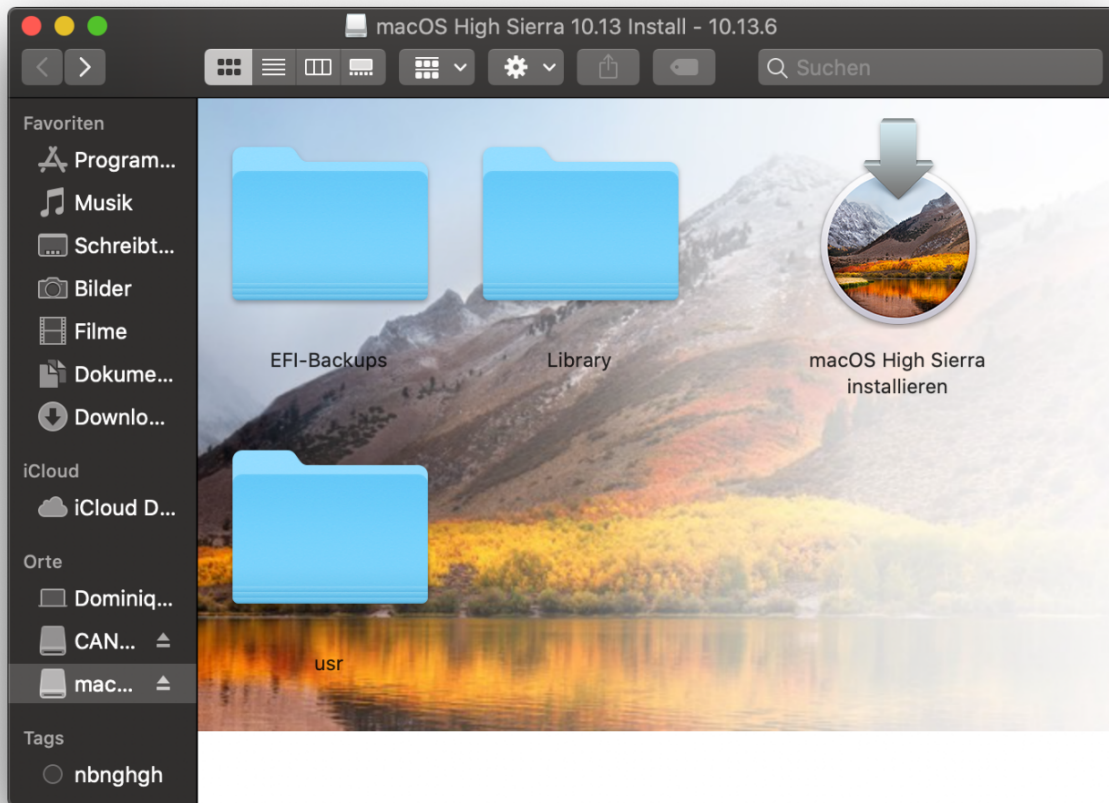 macOS High Sierra 10.13 Install - 10.13.6
Suchen
Favoriten
Program...
Musik
Schreibt...
Bilder
Filme
Dokume...
Downlo...
iCloud
iCloud D...
Orte
Dominiq...
CAN...
mac...
Tags
nbnghgh
EFI-Backups
Library
macOS High Sierra
installieren
usr